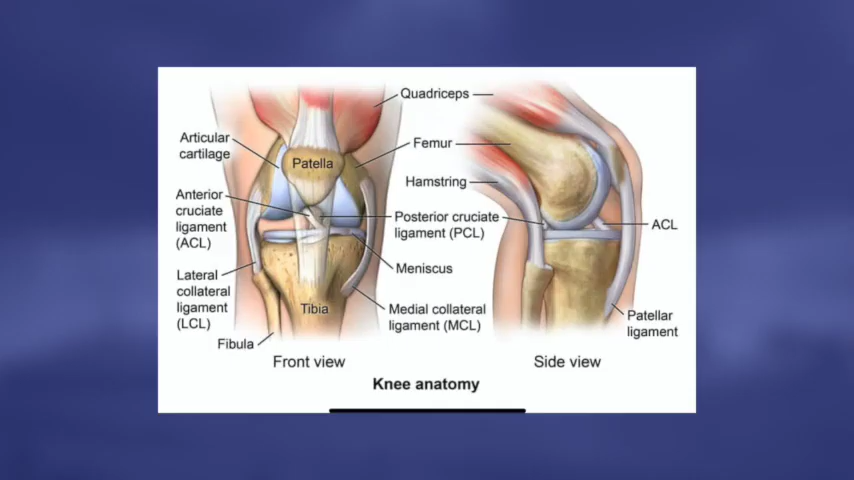 Quadriceps
Articular
cartilage
Patella
Femur
Hamstring
Anterior
cruciate
ligament
(ACL)
Posterior cruciate
ligament (PCL)
ACL
Meniscus
Lateral
collateral
ligament
(LCL)
Tibia
Medial collateral
ligament (MCL)
Patellar
ligament
Fibula
Front view
Side view
Knee anatomy